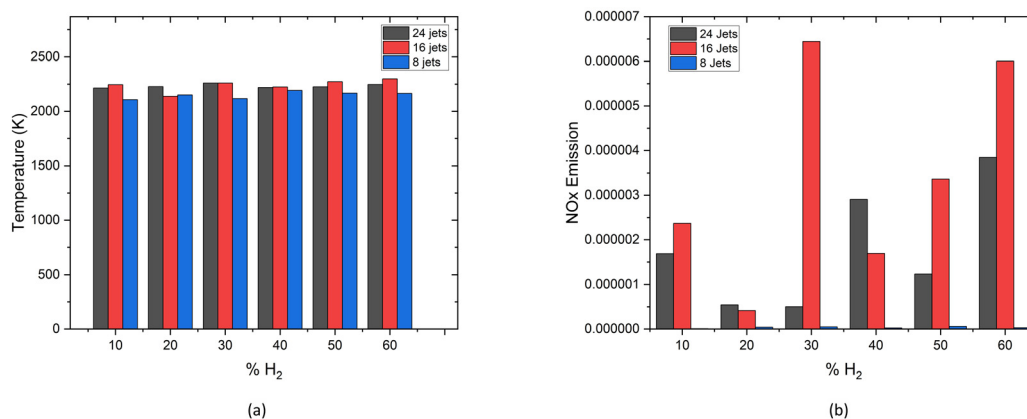 24 jets
16 jets
8 jets
2500
2000
1500
1000
500
0
Temperature (K)
10 20 30 40 50 60
% H₂
(a)
24 Jets
16 Jets
8 Jets
0.000007
0.000006
0.000005
0.000004
0.000003
0.000002
0.000001
0.000000
NOx Emission
10 20 30 40 50 60
% H₂
(b)